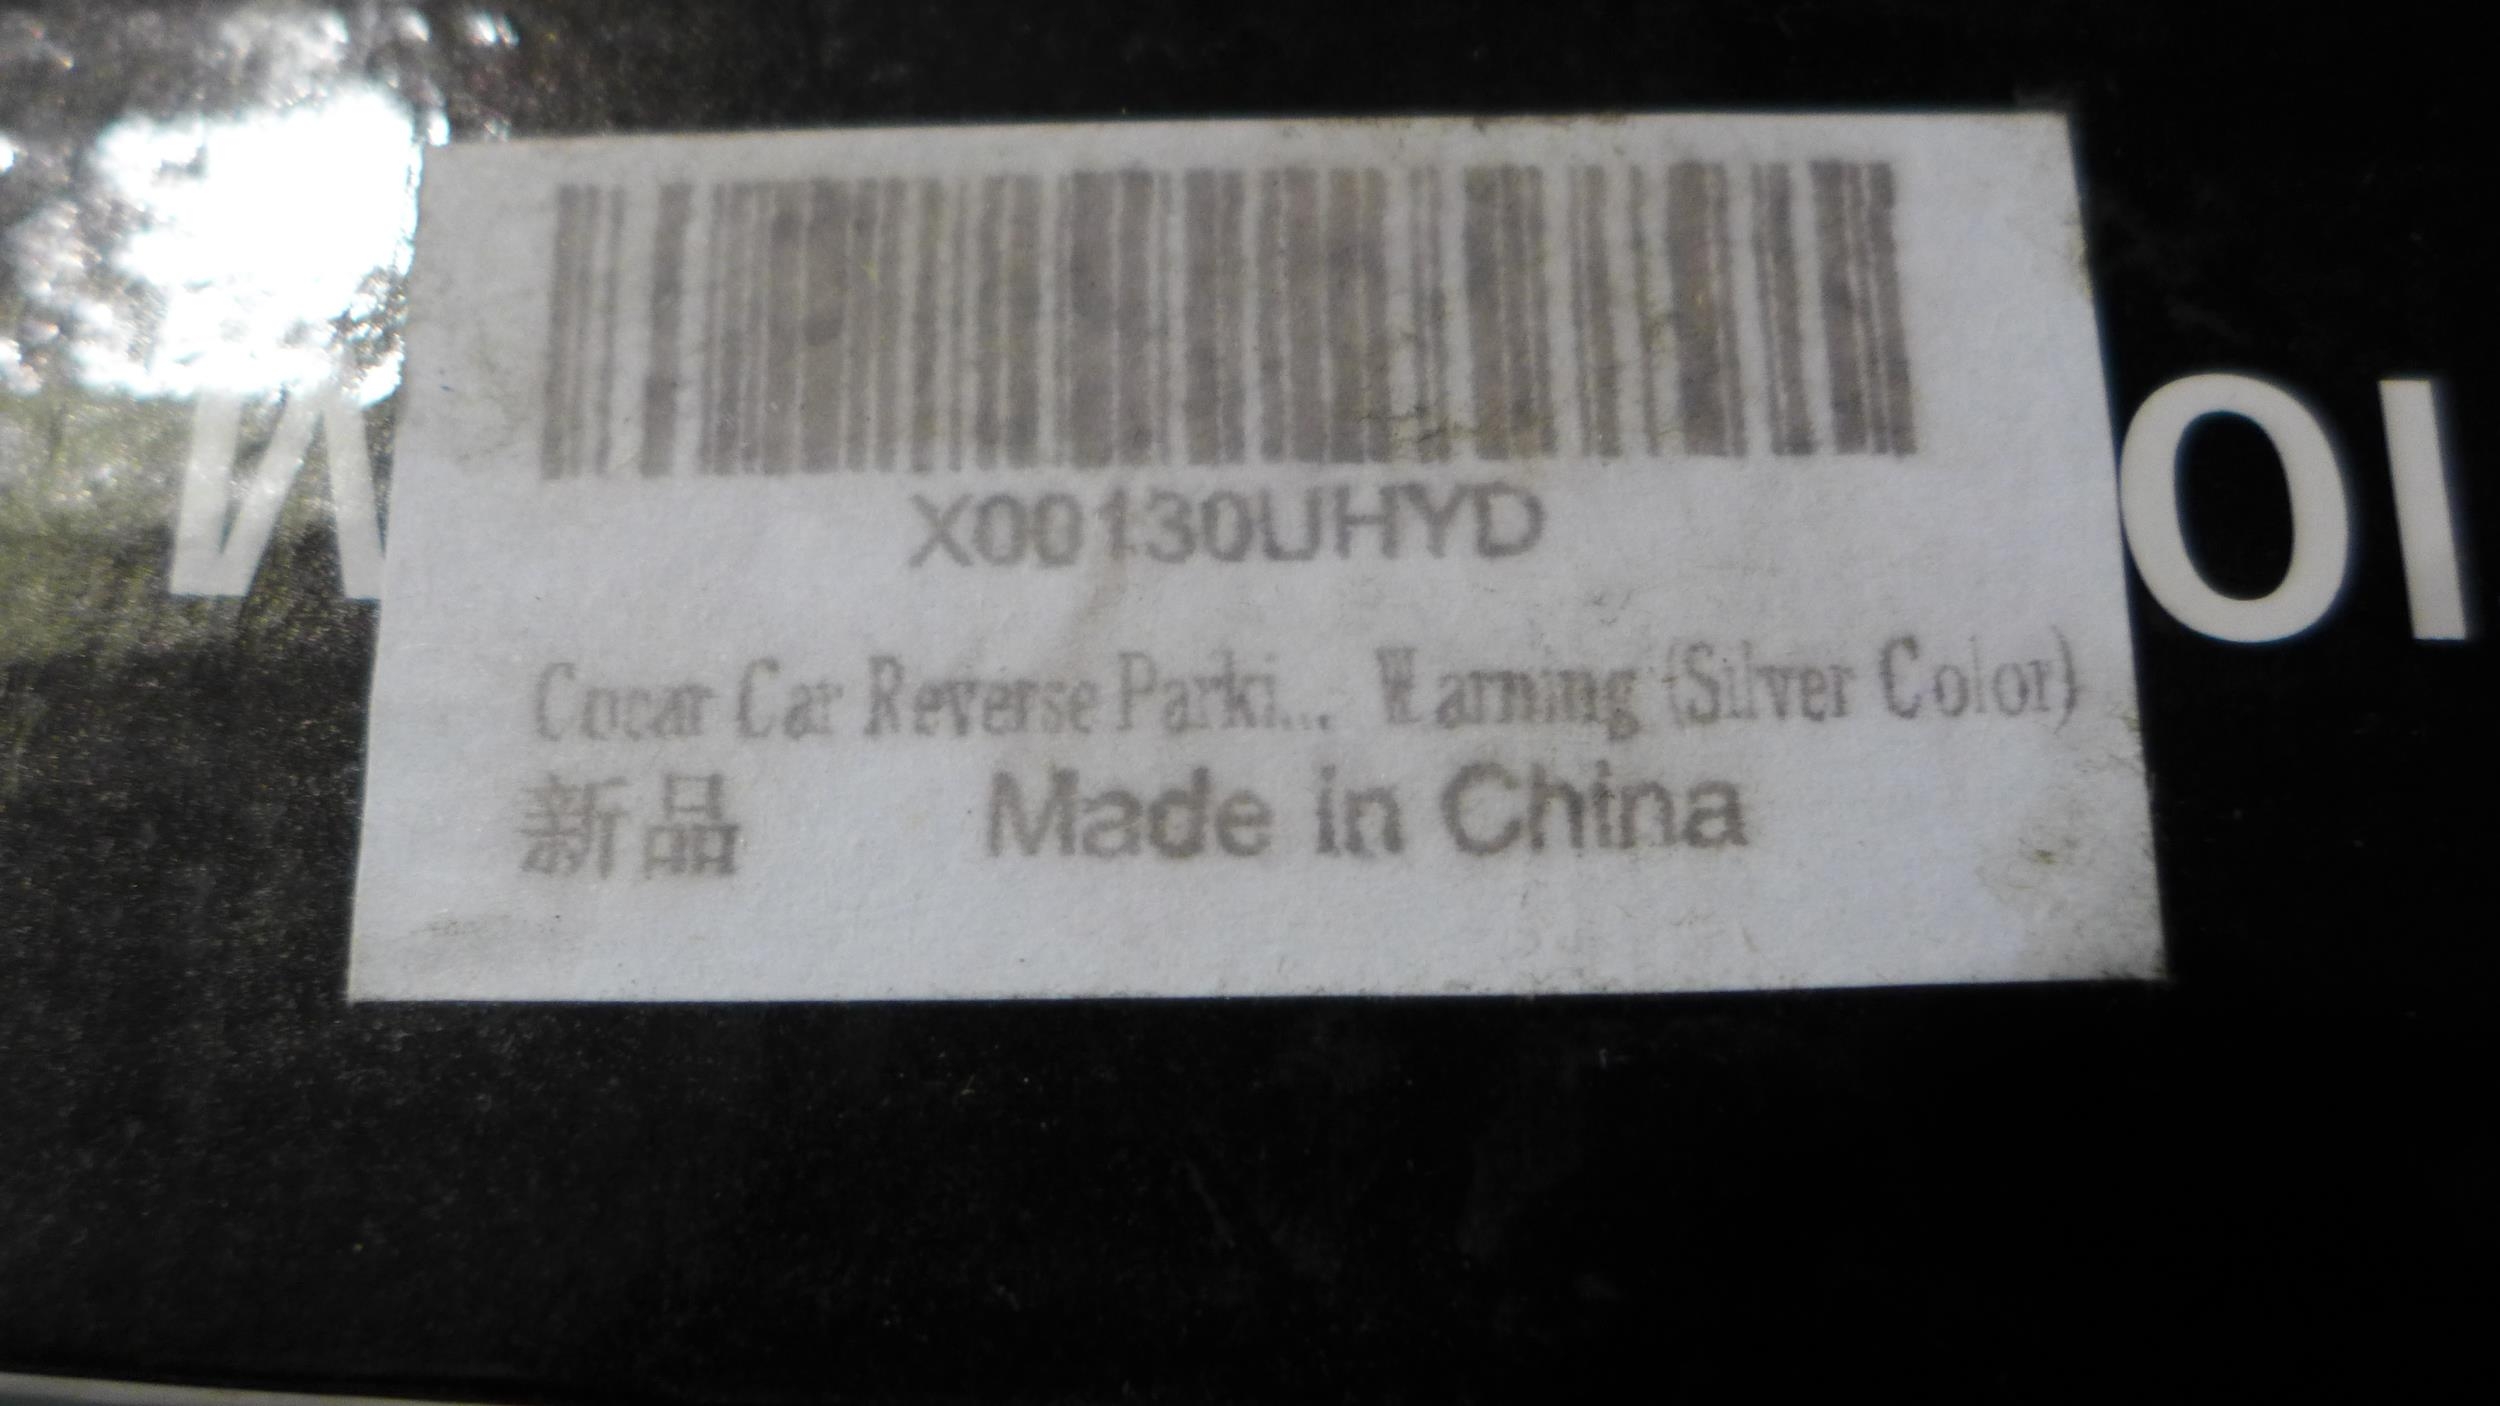 X00130UHYD
Cocar Car Reverse Parki... Warning (Silver Color)
新品 Made in China